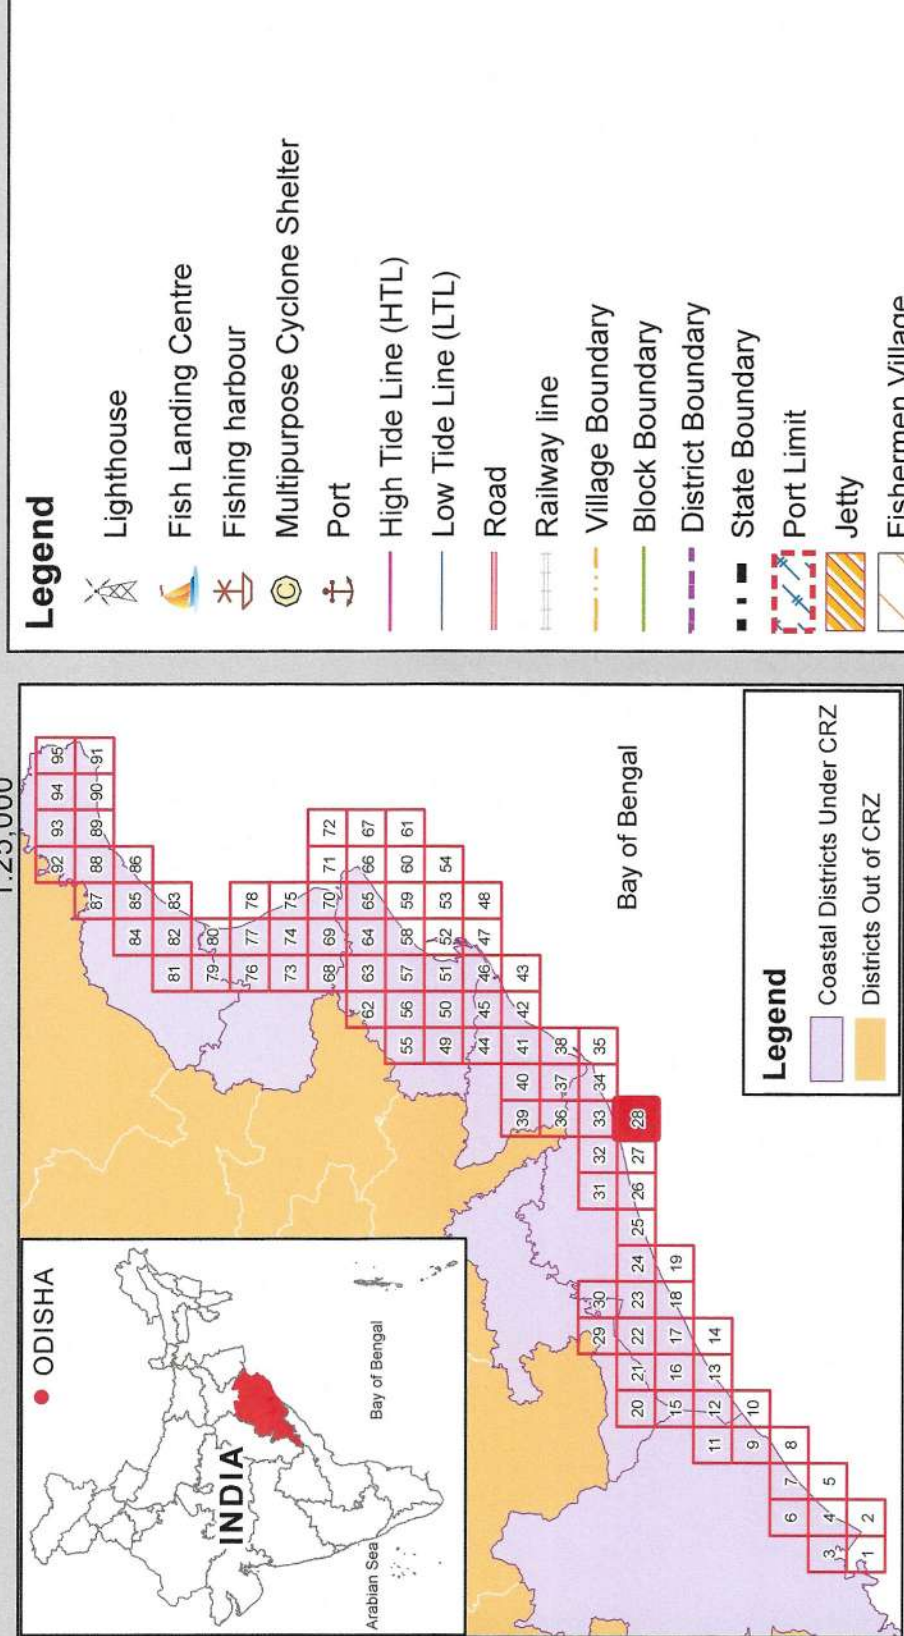 1:25,000
ODISHA
INDIA
Arabian Sea
Bay of Bengal
92 93 94 95
87 88 89 90 91
84 85 86
81 82 83
79 80
76 77 78
73 74 75
68 69 70 71 72
62 63 64 65 66 67
55 56 57 58 59 60 61
49 50 51 52 53 54
44 45 46 47 48
39 40 41 42 43
36 37 38
29 30 31 32 33 34 35
20 21 22 23 24 25 26 27 28
15 16 17 18 19
11 12 13 14
9 10
6 7 8
3 4 5
1 2
Bay of Bengal
Legend
Coastal Districts Under CRZ
Districts Out of CRZ
Legend
Lighthouse
Fish Landing Centre
Fishing harbour
C Multipurpose Cyclone Shelter
Port
High Tide Line (HTL)
Low Tide Line (LTL)
Road
Railway line
Village Boundary
Block Boundary
District Boundary
State Boundary
Port Limit
Jetty
Fishermen Village